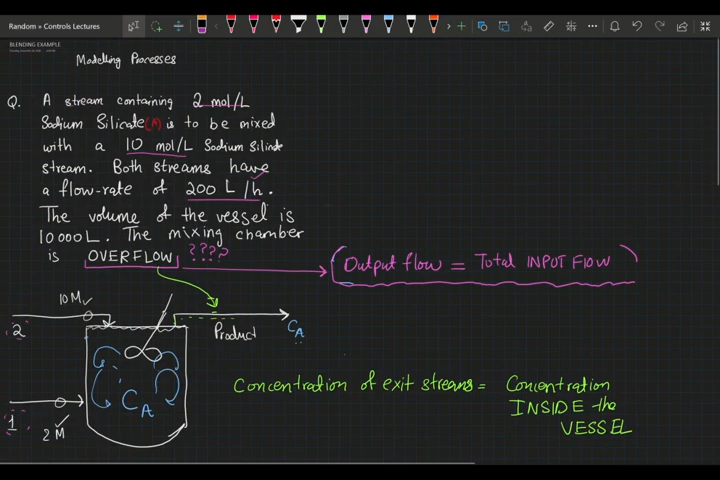 Random » Controls Lectures
BLENDING EXAMPLE
Modelling Processes
Q. A stream containing 2 mol/L
Sodium Silicate (A) is to be mixed
with a 10 mol/L Sodium Silicate
stream. Both streams have
a flow-rate of 200 L/h.
The volume of the vessel is
10000L. The mixing chamber
is OVERFLOW ????
Output flow = Total INPUT FLOW
10M
2
Product
CA
CA
1
2M
Concentration of exit streams = Concentration
INSIDE the
VESSEL